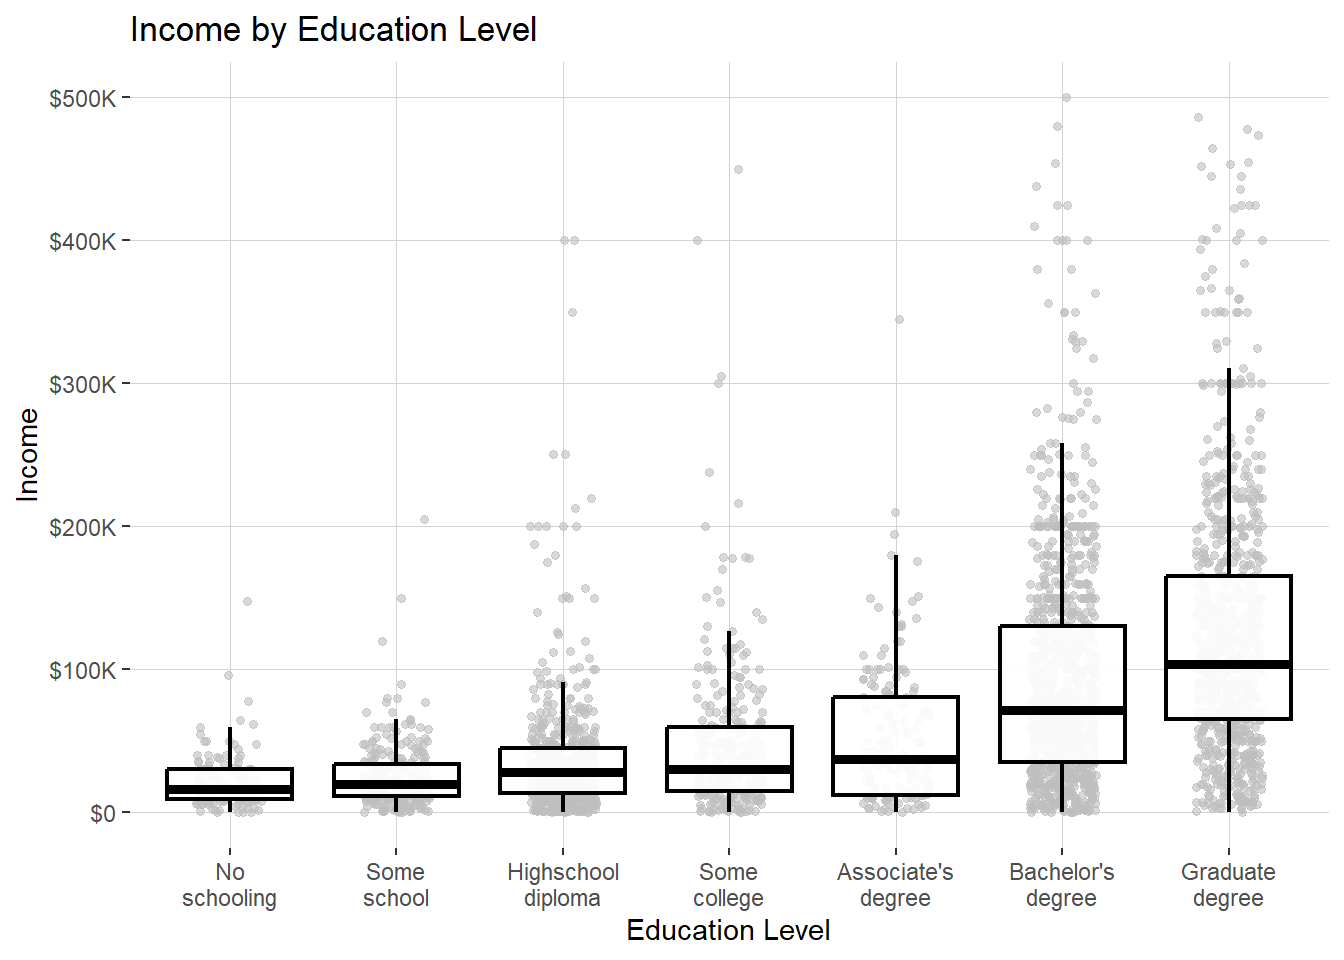 Income by Education Level
$500K
$400K
$300K
$200K
$100K
$0
Income
No
schooling
Some
school
Highschool
diploma
Some
college
Associate's
degree
Bachelor's
degree
Graduate
degree
Education Level